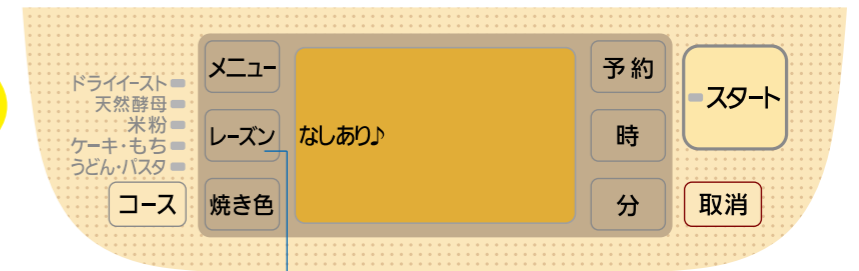 ドライイースト
天然酵母
米粉
ケーキ・もち
うどん・パスタ
コース
メニュー
レーズン
焼き色
なしあり♪
予約
時
分
スタート
取消